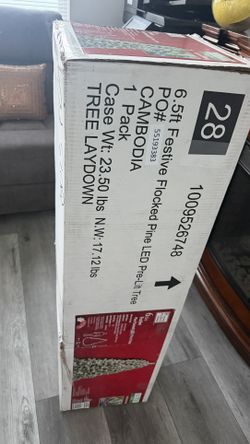 28
1009526748
6.5ft Festive Flocked Pine LED Pre-Lit Tree
PO# 55193383
CAMBODIA
1 Pack
Case Wt: 23.50 lbs N.W: 17.12 lbs
TREE LAYDOWN